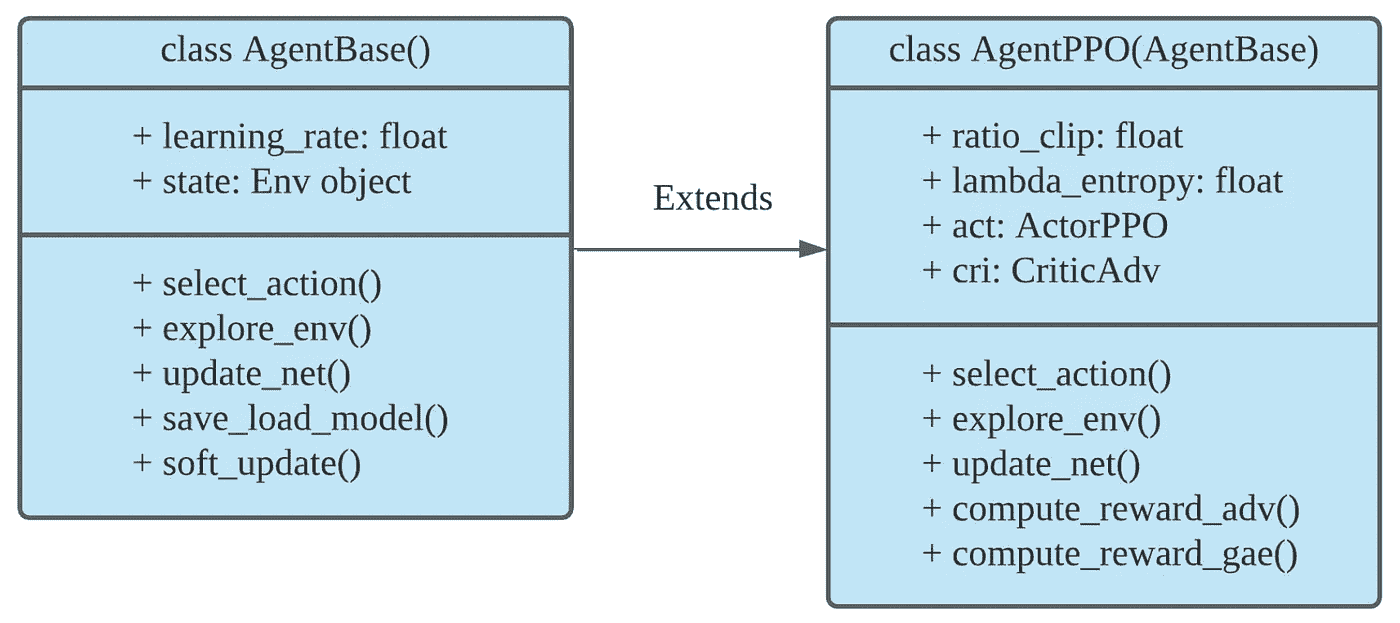 class AgentBase()
+ learning_rate: float
+ state: Env object
+ select_action()
+ explore_env()
+ update_net()
+ save_load_model()
+ soft_update()
Extends
class AgentPPO(AgentBase)
+ ratio_clip: float
+ lambda_entropy: float
+ act: ActorPPO
+ cri: CriticAdv
+ select_action()
+ explore_env()
+ update_net()
+ compute_reward_adv()
+ compute_reward_gae()